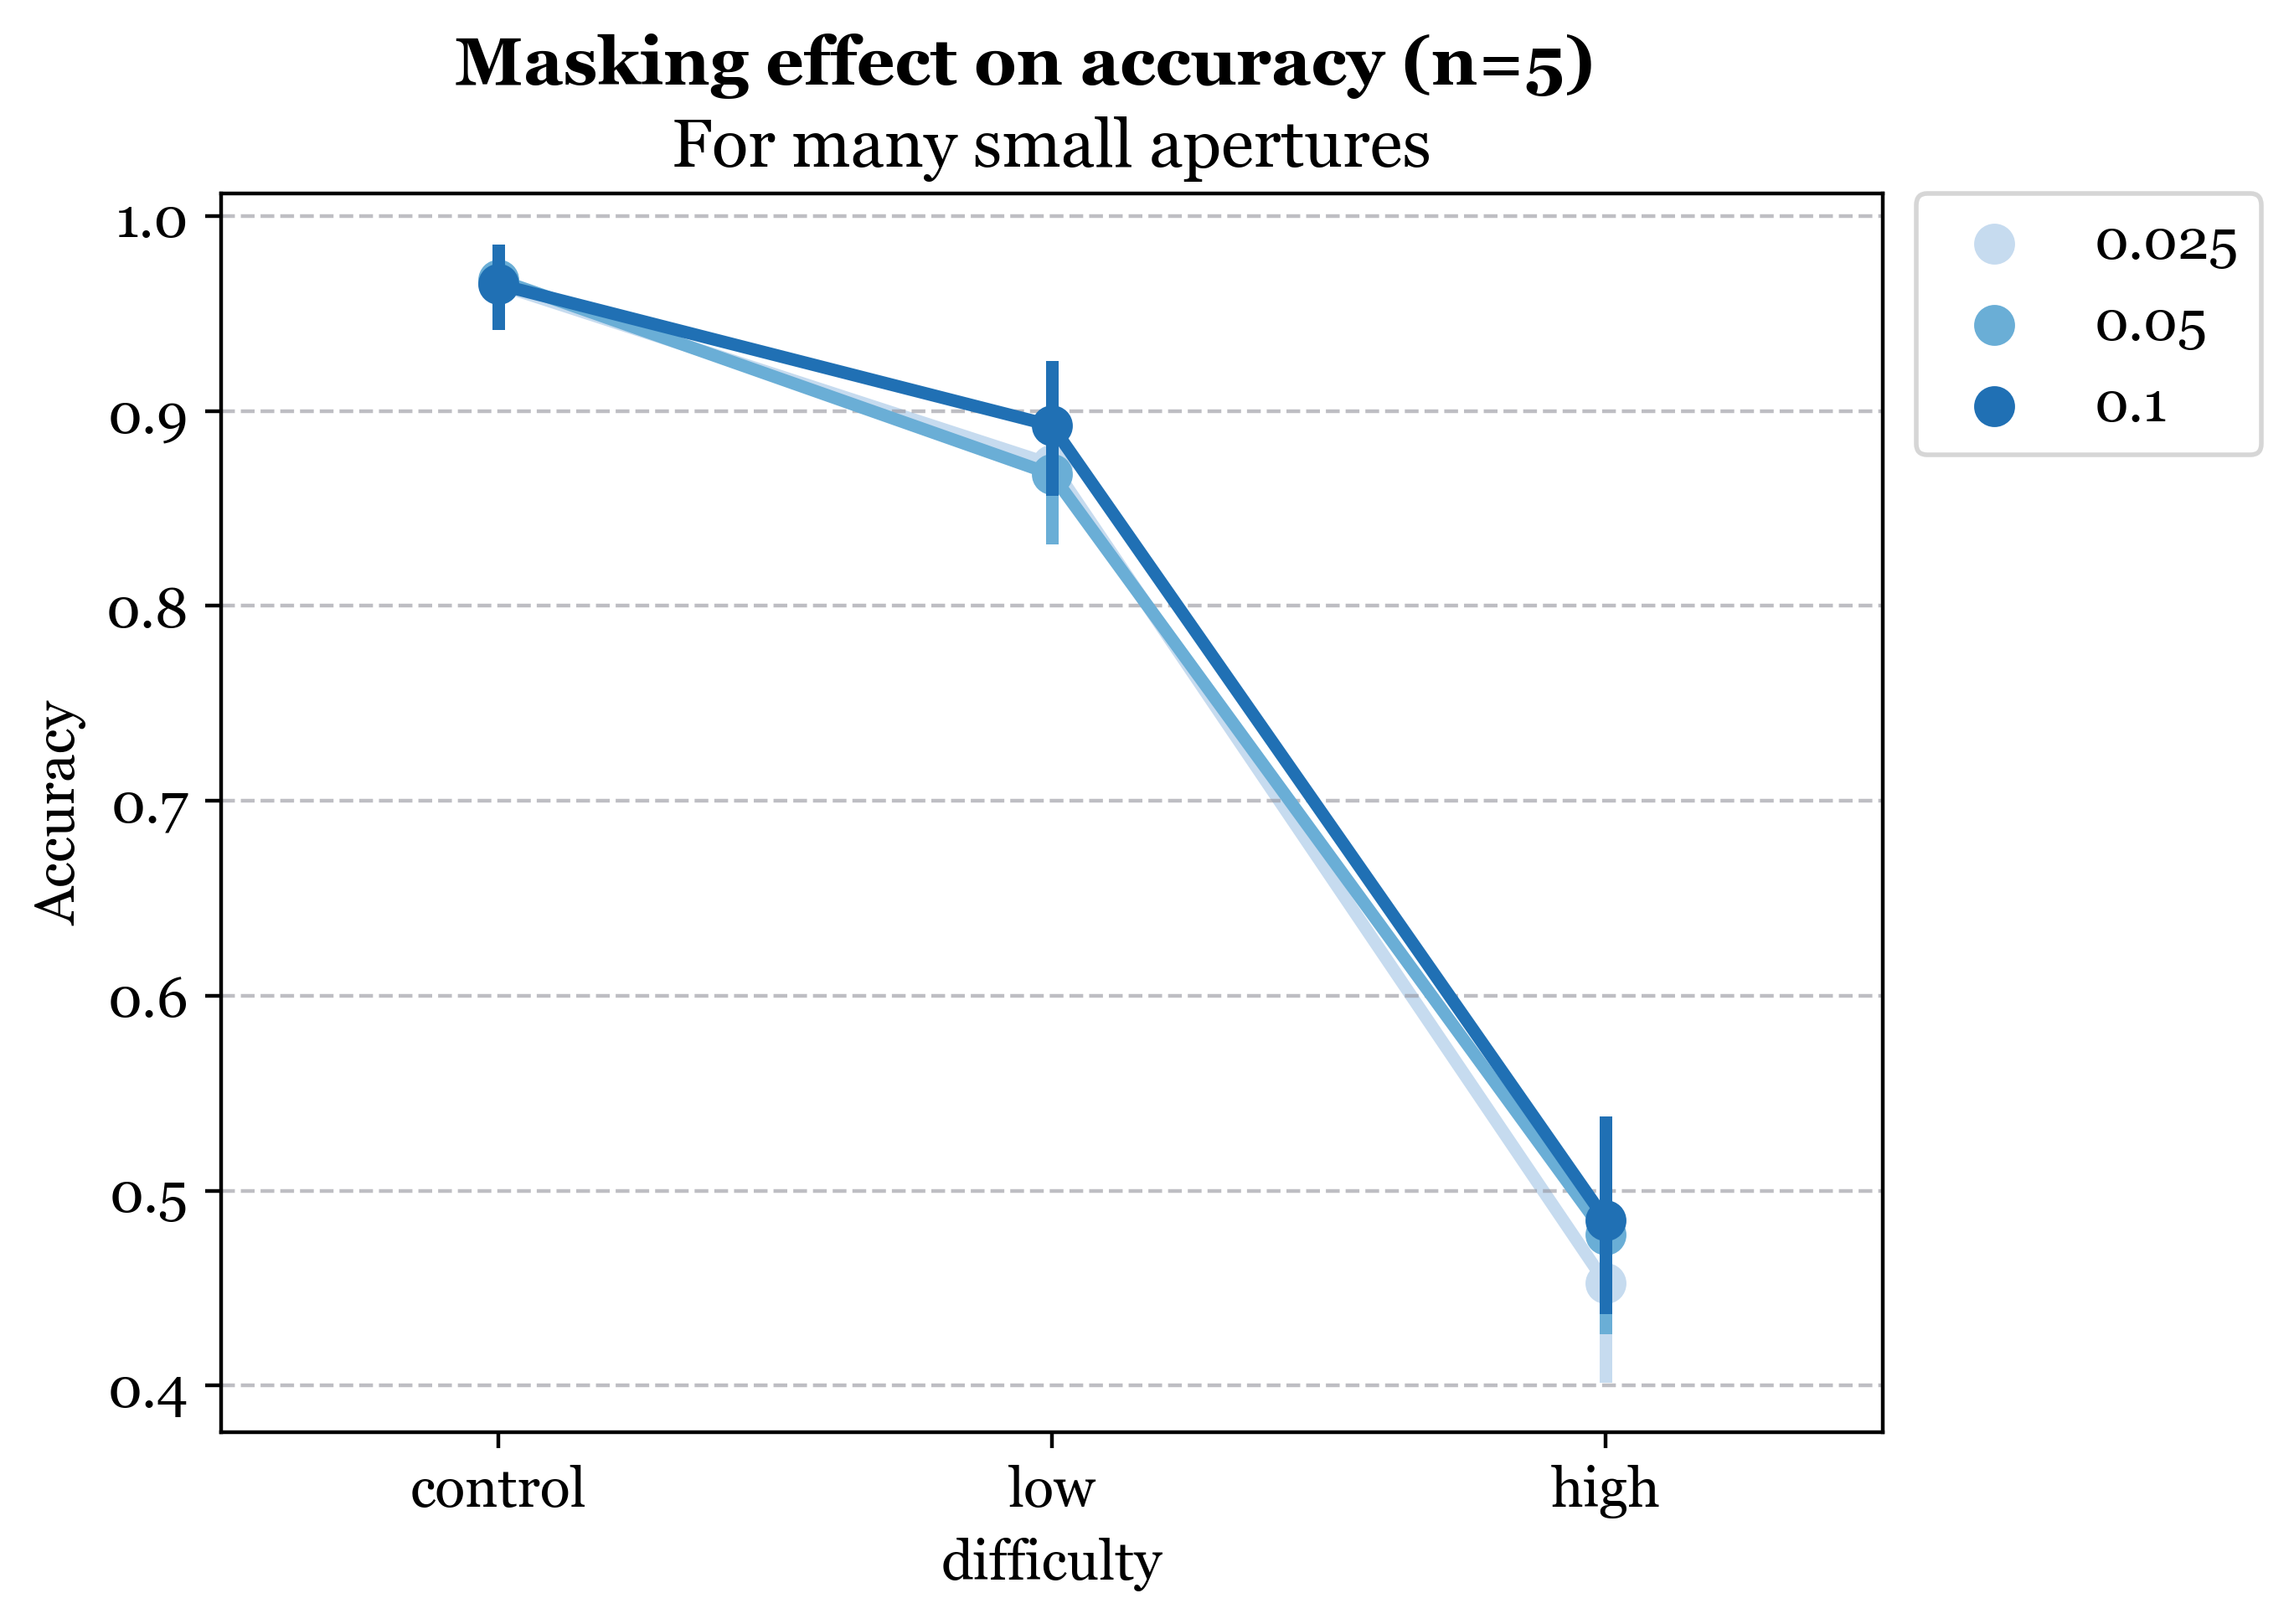 Masking effect on accuracy (n=5)
For many small apertures
1.0
0.9
0.8
0.7
0.6
0.5
0.4
Accuracy
control
low
high
difficulty
0.025
0.05
0.1